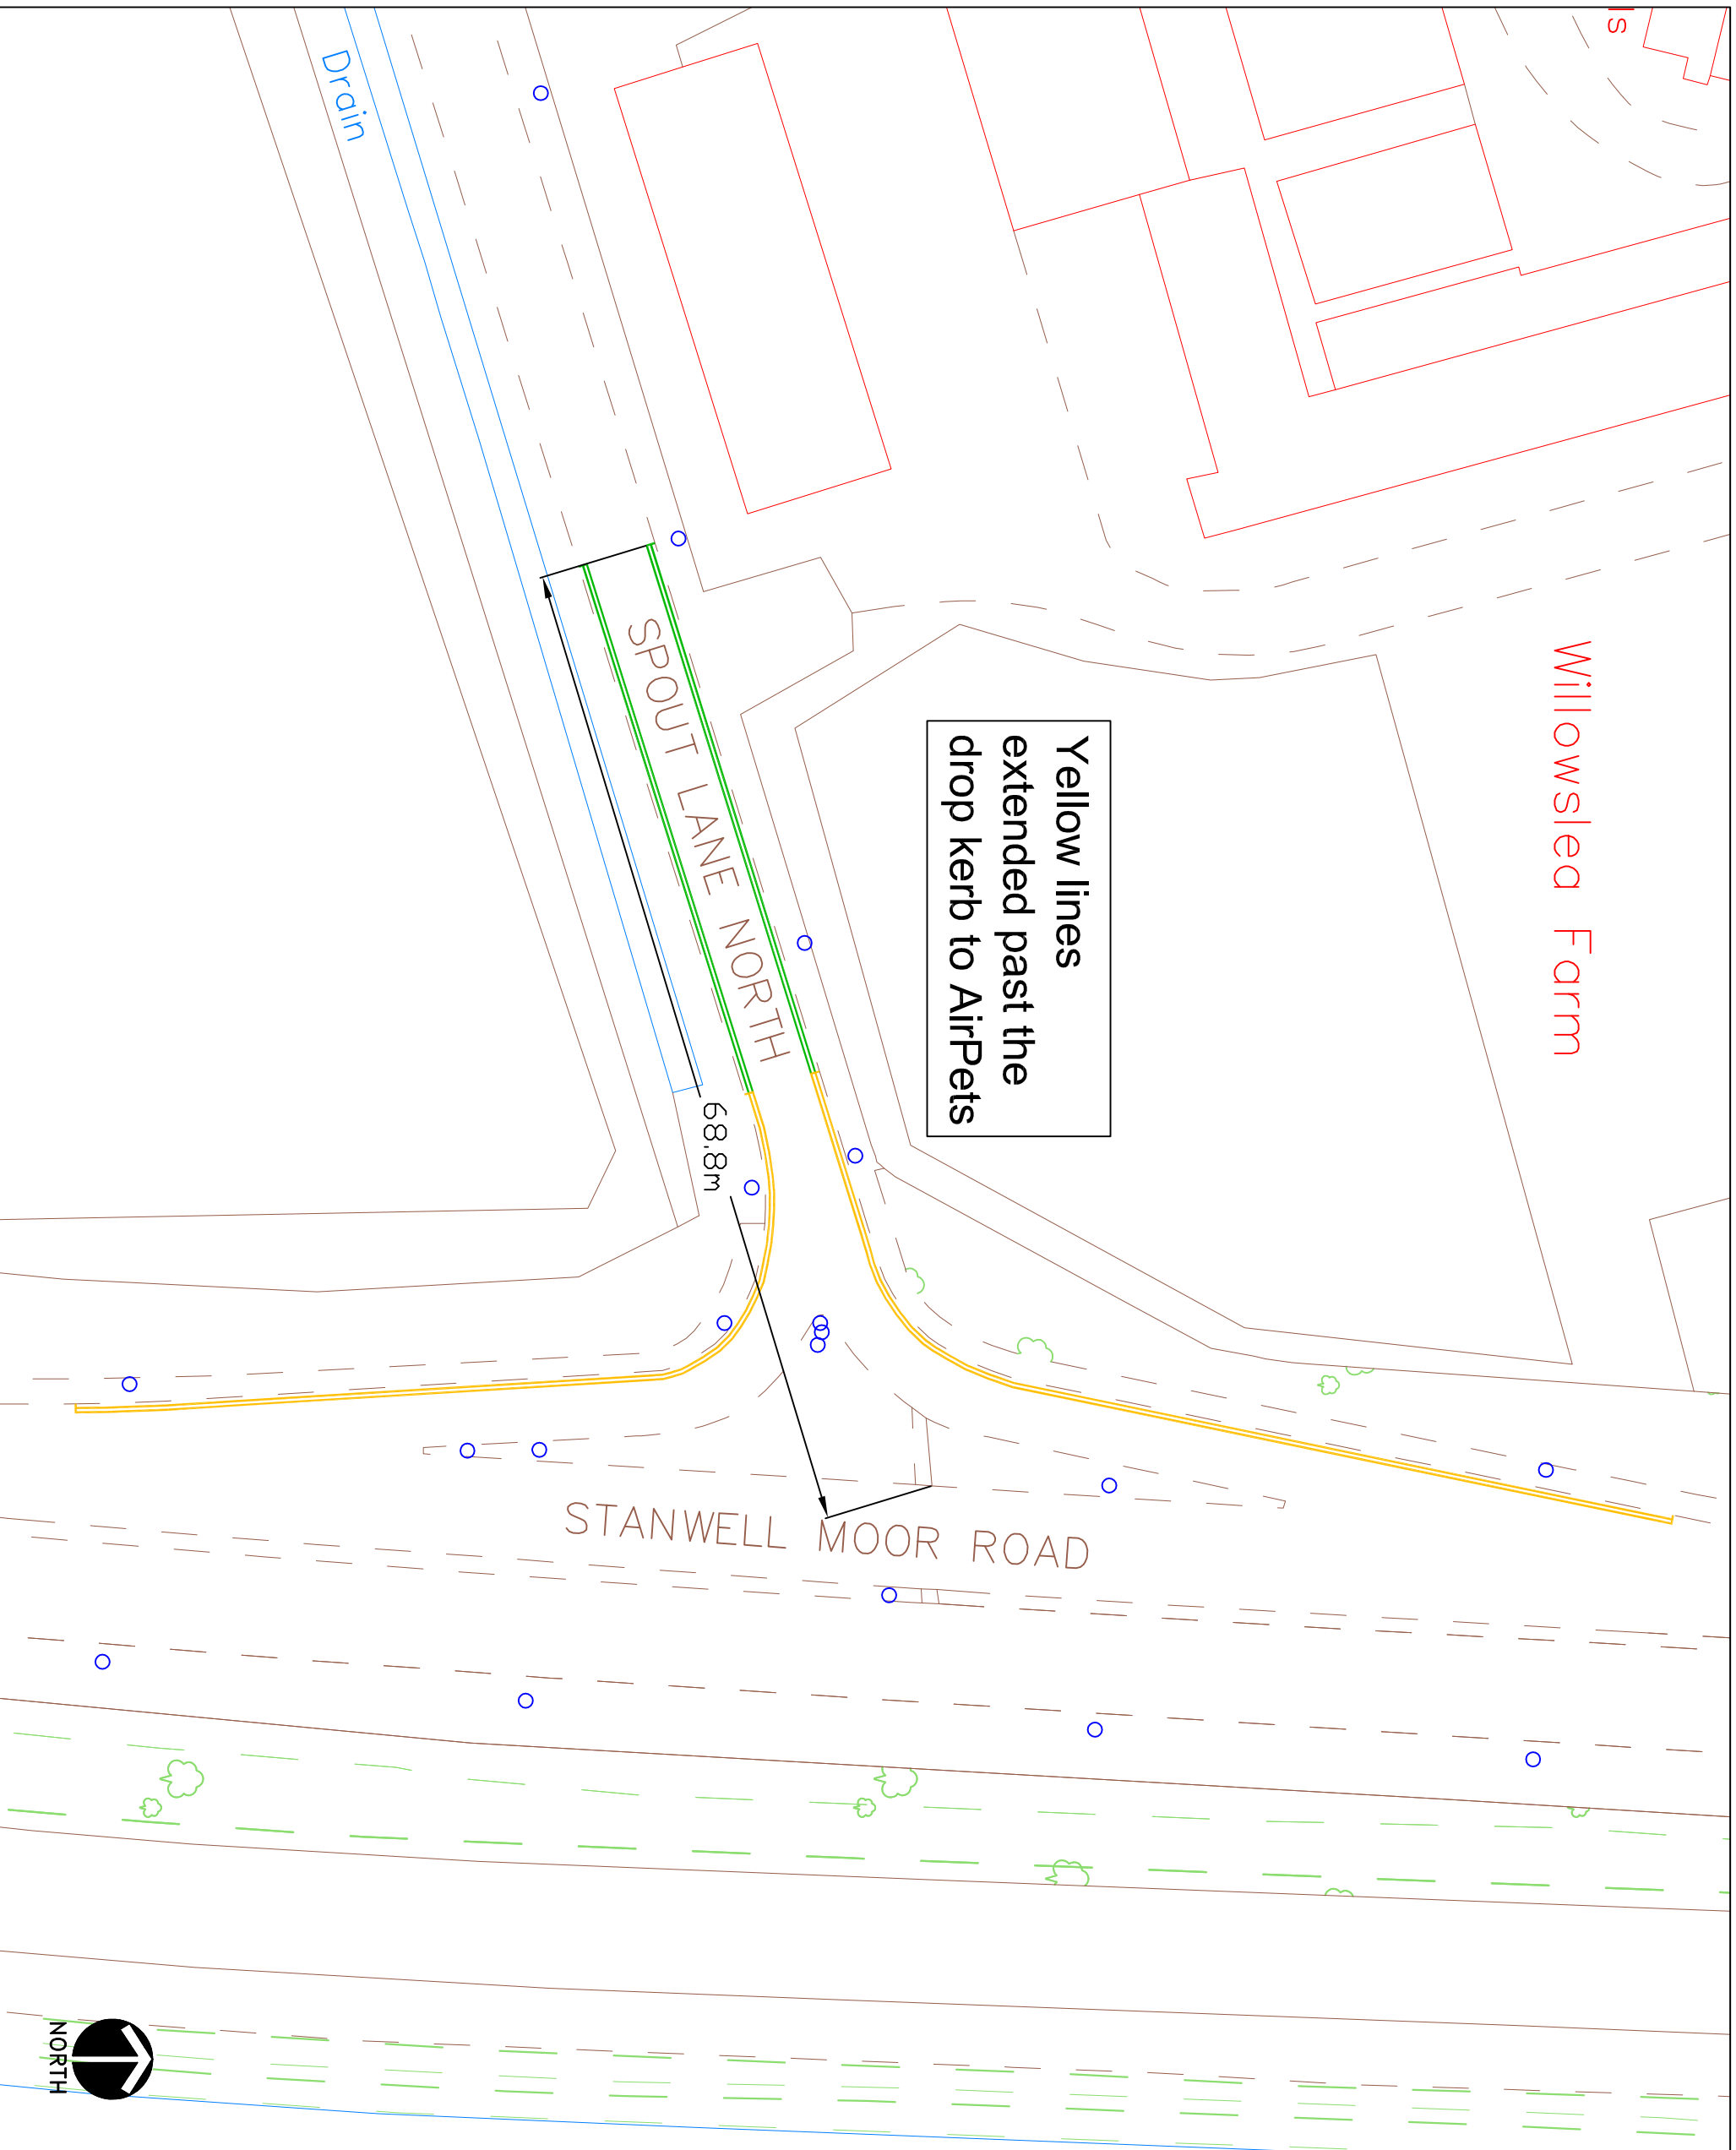 ls
Willowslea Farm
Yellow lines
extended past the
drop kerb to AirPets
Drain
SPOUT LANE NORTH
68.8m
STANWELL MOOR ROAD
NORTH